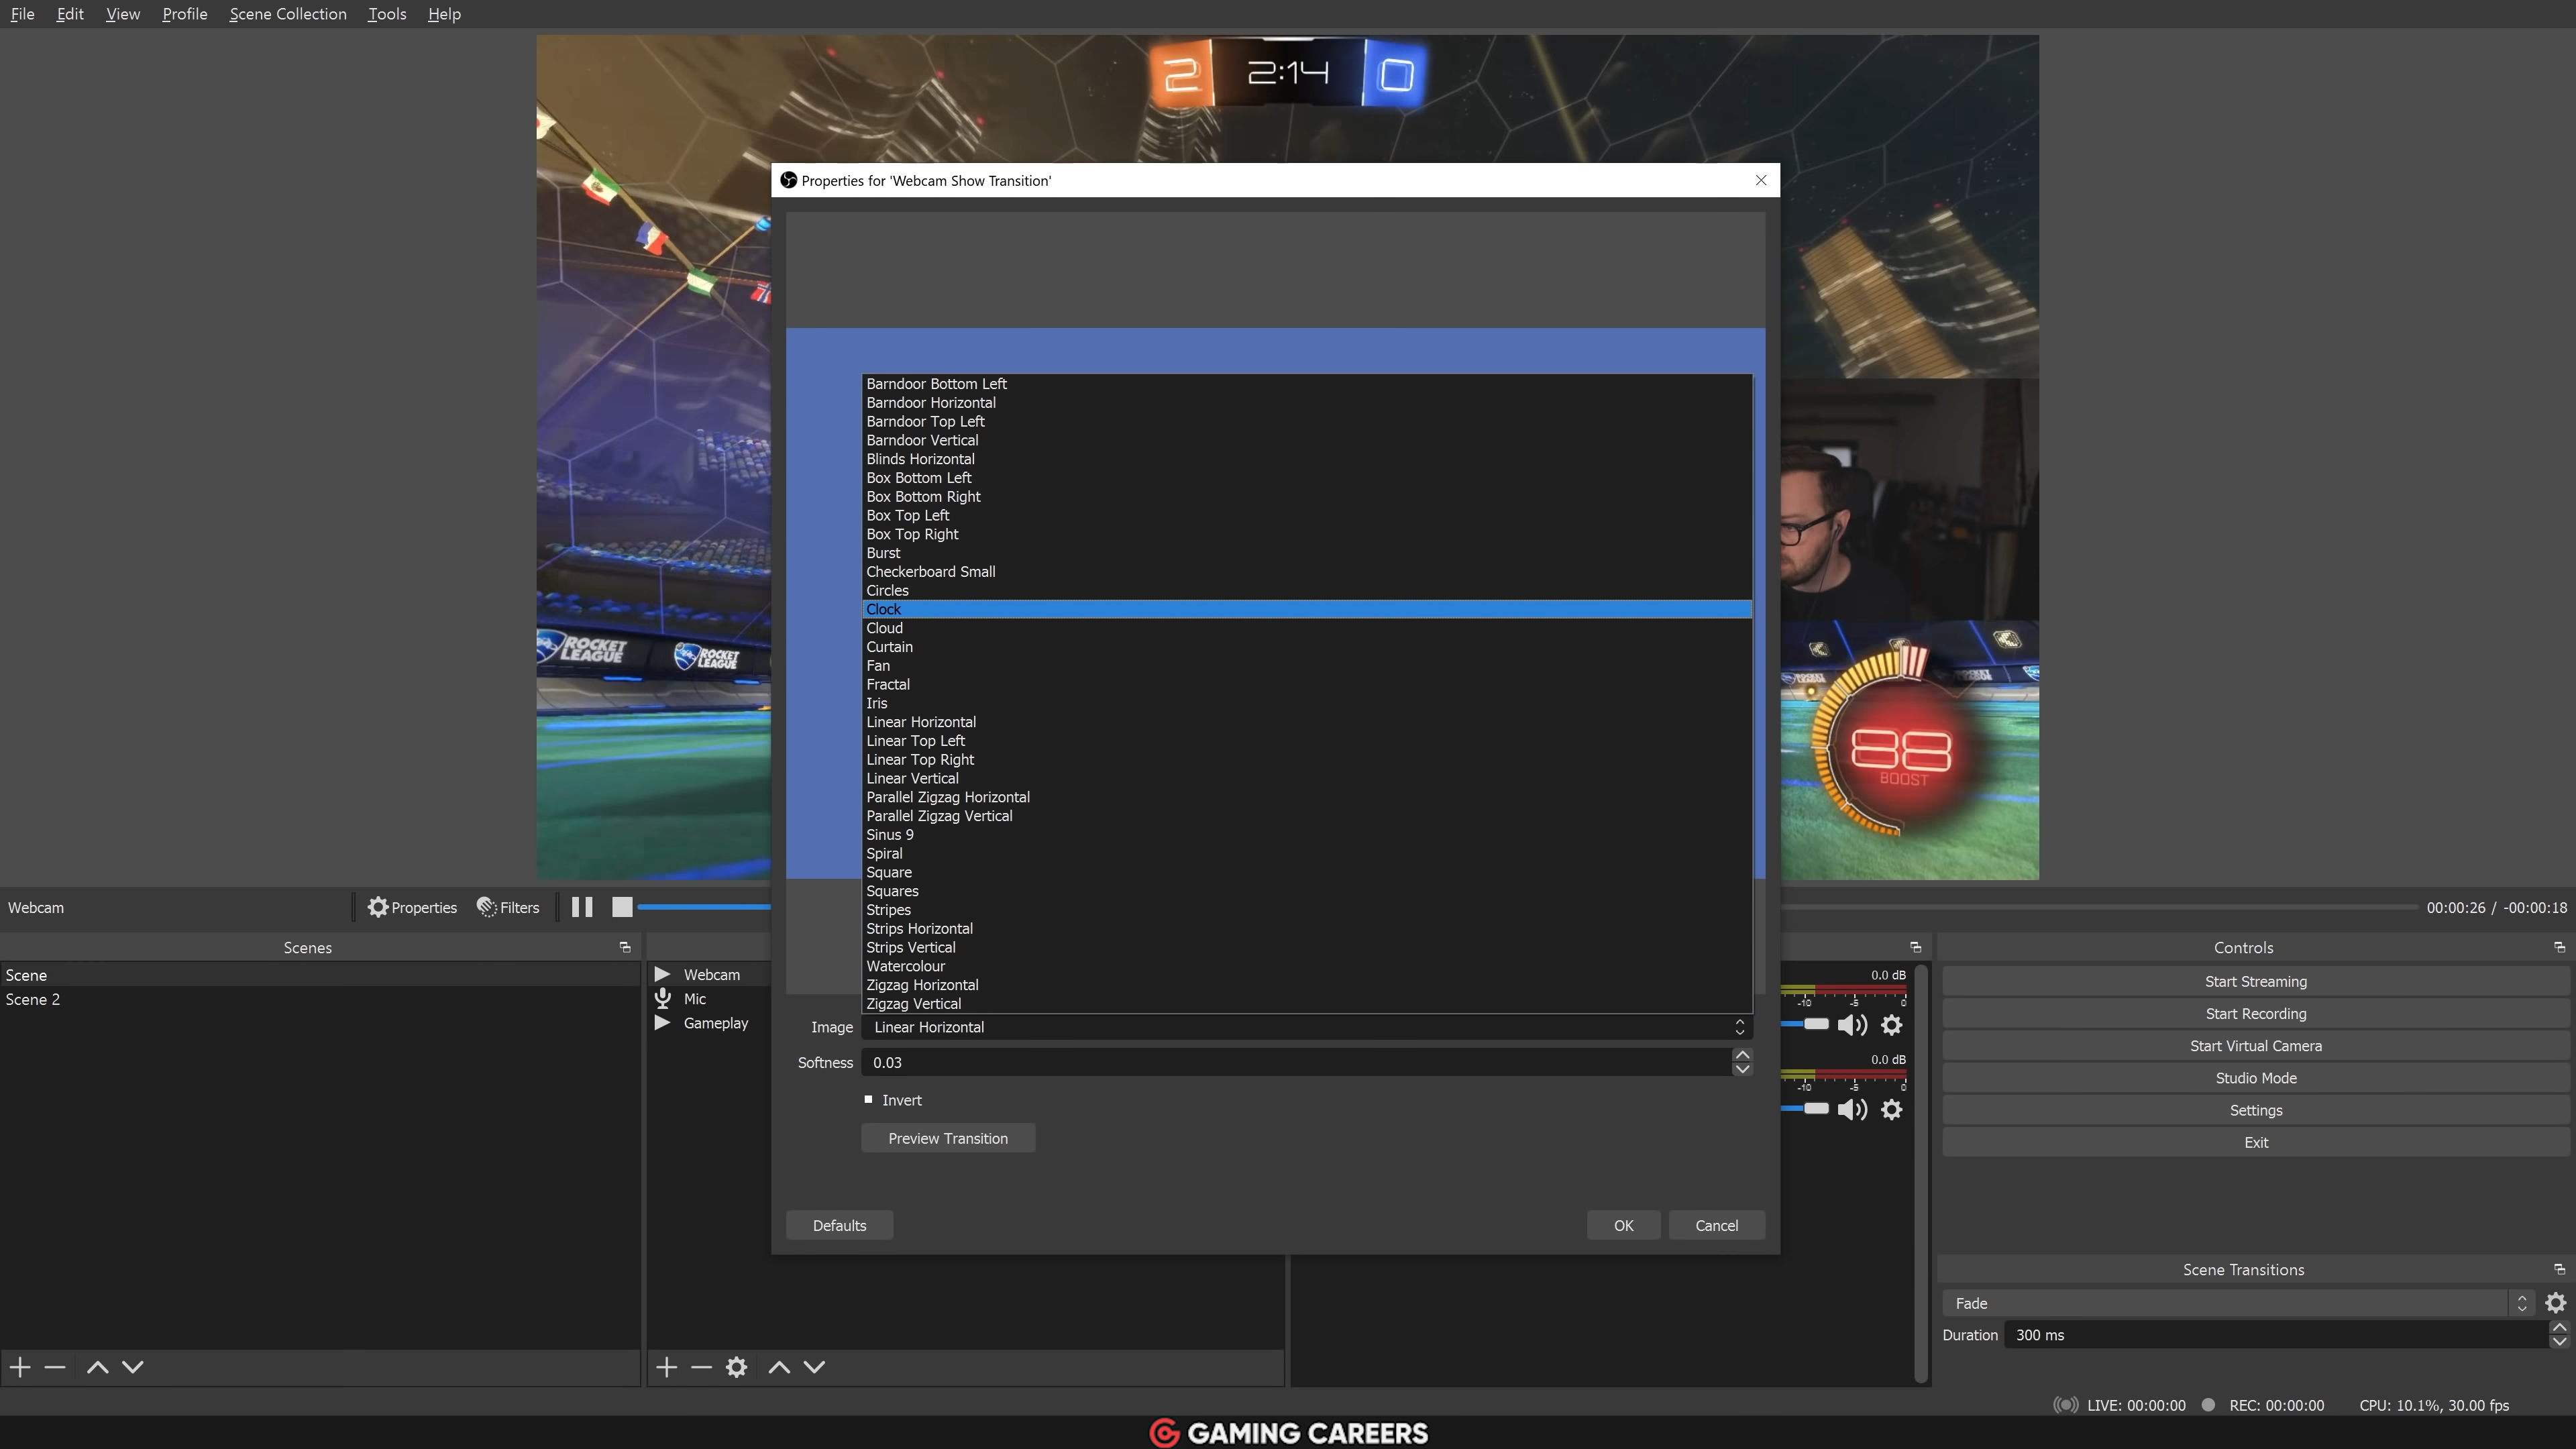 File Edit View Profile Scene Collection Tools Help
2 2:14 0
Properties for 'Webcam Show Transition'
Barndoor Bottom Left
Barndoor Horizontal
Barndoor Top Left
Barndoor Vertical
Blinds Horizontal
Box Bottom Left
Box Bottom Right
Box Top Left
Box Top Right
Burst
Checkerboard Small
Circles
Clock
Cloud
Curtain
Fan
Fractal
Iris
Linear Horizontal
Linear Top Left
Linear Top Right
Linear Vertical
Parallel Zigzag Horizontal
Parallel Zigzag Vertical
Sinus 9
Spiral
Square
Squares
Stripes
Strips Horizontal
Strips Vertical
Watercolour
Zigzag Horizontal
Zigzag Vertical
Image Linear Horizontal
Softness 0.03
Invert
Preview Transition
Defaults OK Cancel
ROCKET LEAGUE
ROCKET LEAGUE
88
BOOST
Webcam Properties Filters 00:00:26 / -00:00:18
Scenes
Scene
Scene 2
Webcam
Mic
Gameplay
0.0 dB
-10 -5 0
0.0 dB
-10 -5 0
Controls
Start Streaming
Start Recording
Start Virtual Camera
Studio Mode
Settings
Exit
Scene Transitions
Fade
Duration 300 ms
LIVE: 00:00:00 REC: 00:00:00 CPU: 10.1%, 30.00 fps
GAMING CAREERS